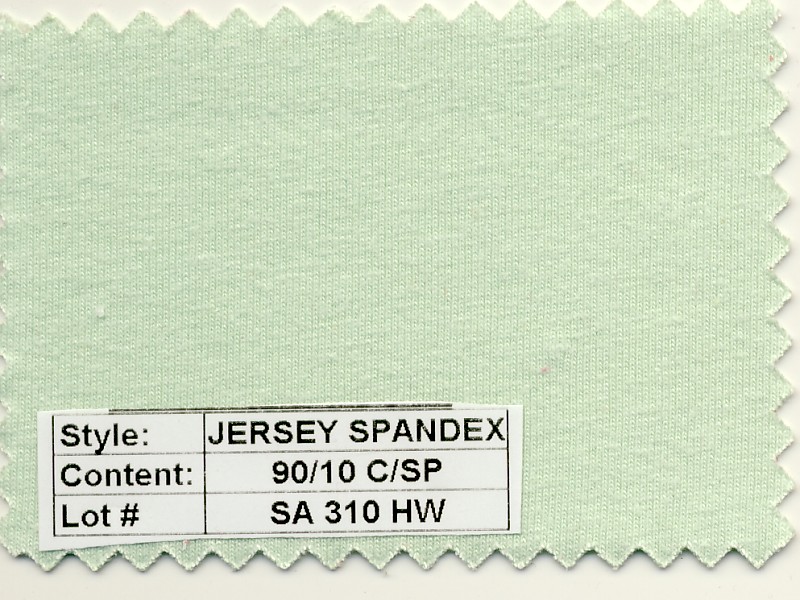 Style: JERSEY SPANDEX
Content: 90/10 C/SP
Lot # SA 310 HW